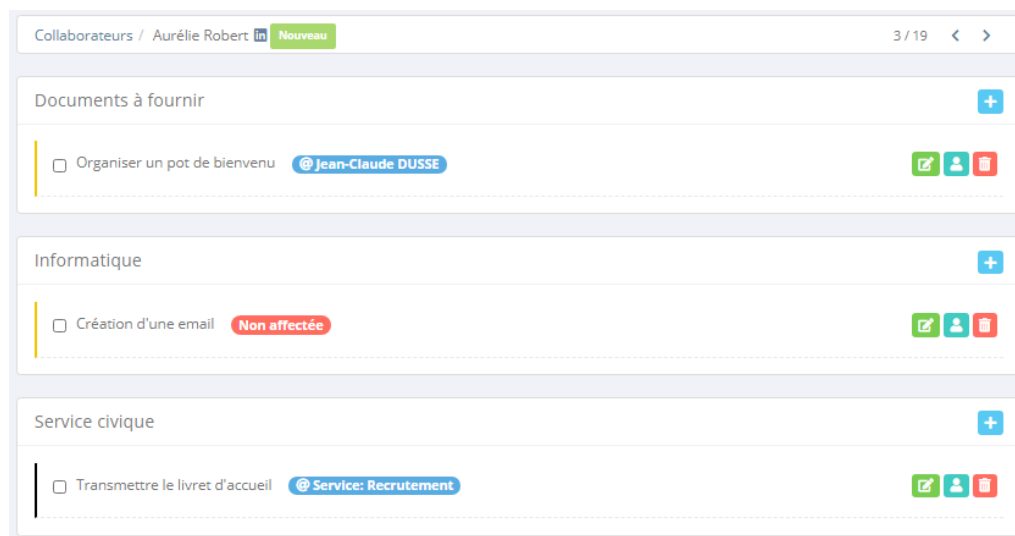 Collaborateurs / Aurélie Robert in Nouveau 3 / 19
Documents à fournir
Organiser un pot de bienvenu @ Jean-Claude DUSSE
Informatique
Création d'une email Non affectée
Service civique
Transmettre le livret d'accueil @ Service: Recrutement